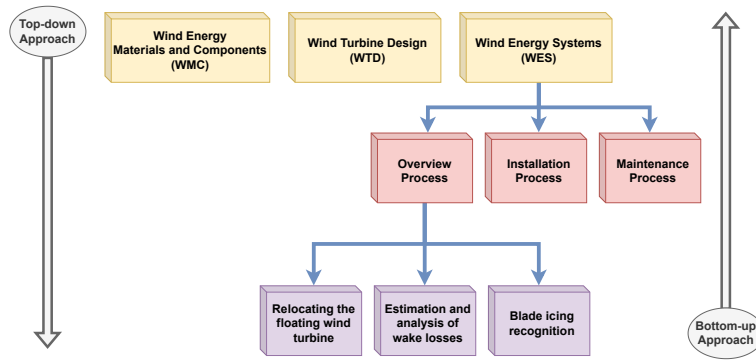 Top-down
Approach
Wind Energy
Materials and Components
(WMC)
Wind Turbine Design
(WTD)
Wind Energy Systems
(WES)
Overview
Process
Installation
Process
Maintenance
Process
Relocating the
floating wind
turbine
Estimation and
analysis of
wake losses
Blade icing
recognition
Bottom-up
Approach